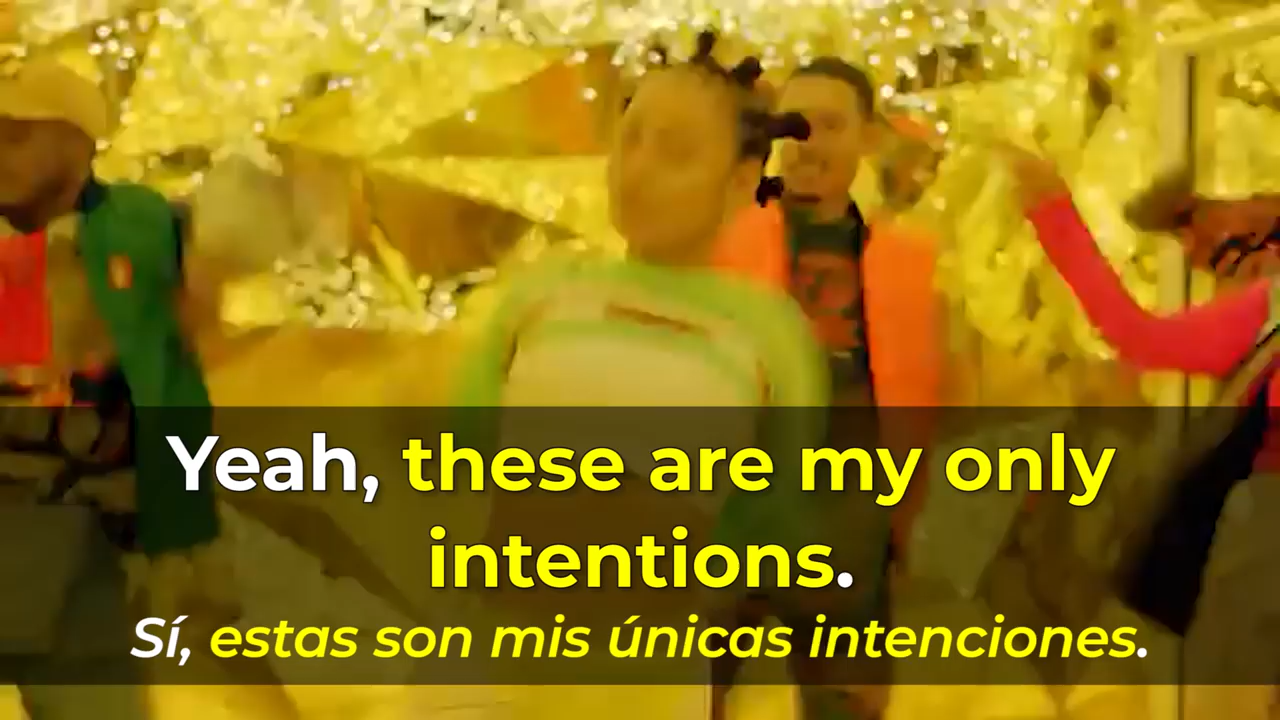 Yeah, these are my only
intentions.
Sí, estas son mis únicas intenciones.